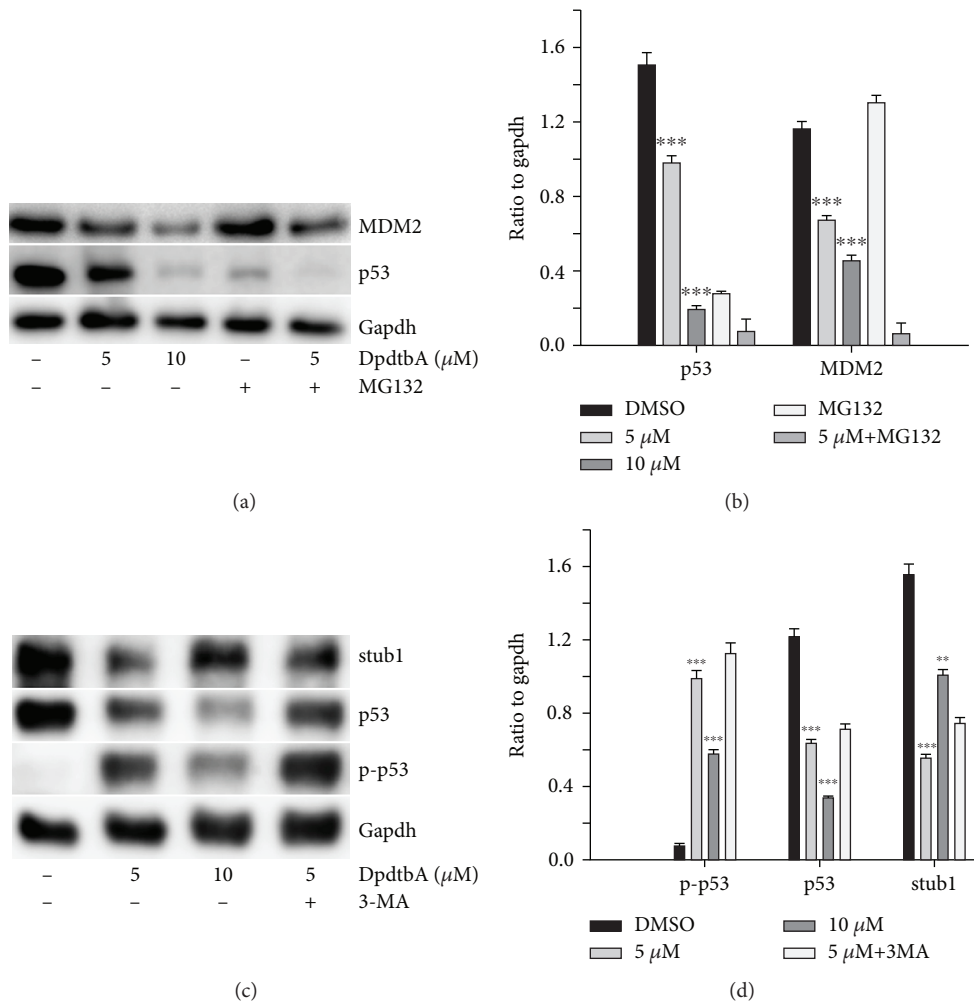 MDM2
p53
Gapdh
– 5 10 – 5 DpdtbA (μM)
– – – + + MG132
(a)
Ratio to gapdh
1.6
1.2
0.8
0.4
0.0
***
***
***
***
p53 MDM2
DMSO MG132
5 μM 5 μM+MG132
10 μM
(b)
stub1
p53
p-p53
Gapdh
– 5 10 5 DpdtbA (μM)
– – – + 3-MA
(c)
Ratio to gapdh
1.6
1.2
0.8
0.4
0.0
***
***
***
***
***
**
p-p53 p53 stub1
DMSO 10 μM
5 μM 5 μM+3MA
(d)